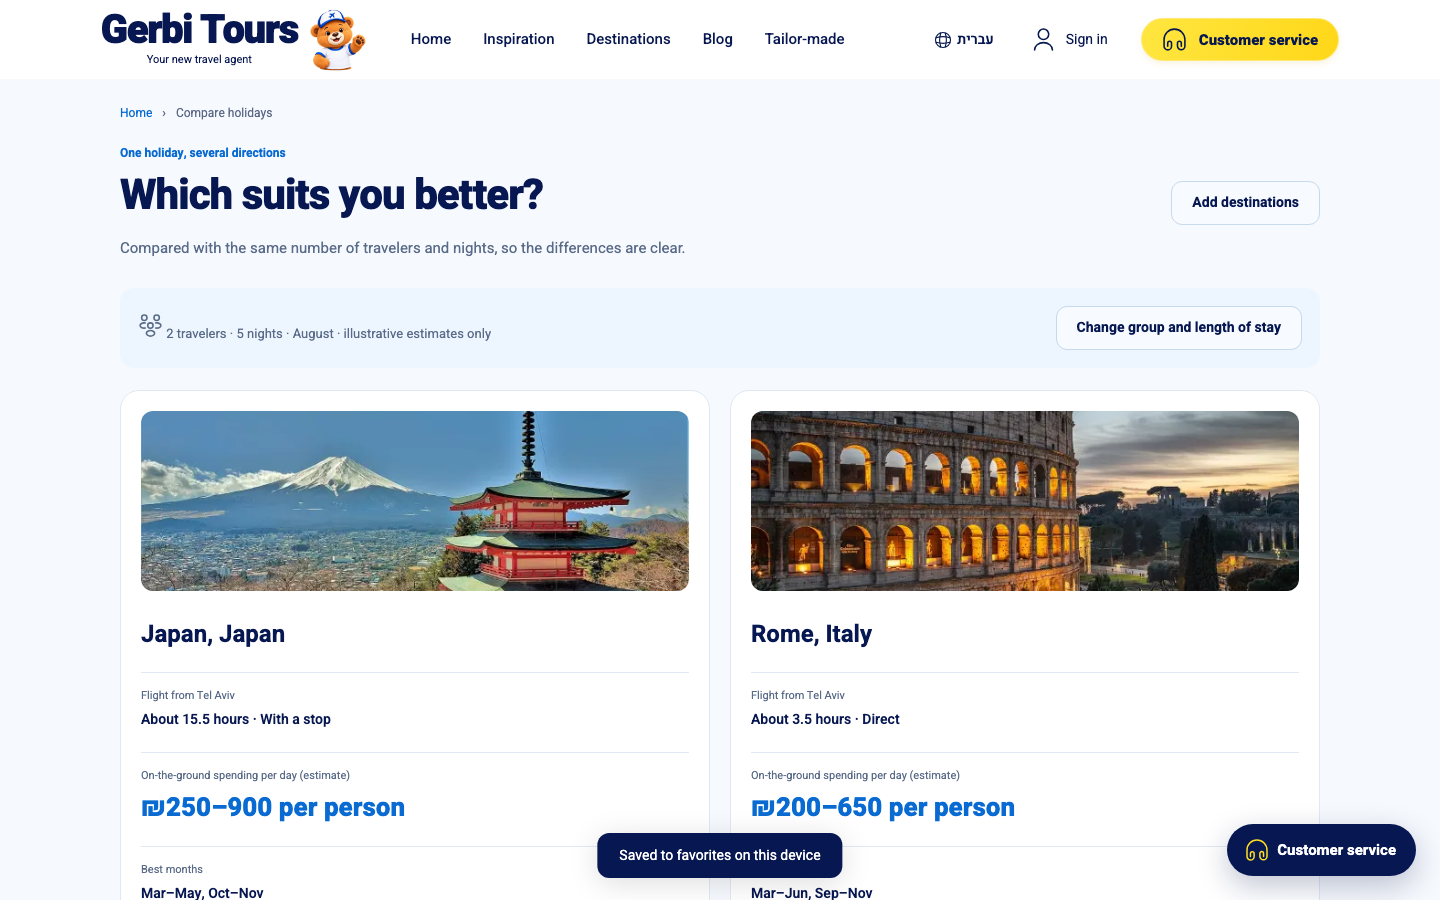 Gerbi Tours
Your new travel agent
Home
Inspiration
Destinations
Blog
Tailor-made
עברית
Sign in
Customer service
Home › Compare holidays
One holiday, several directions
Which suits you better?
Add destinations
Compared with the same number of travelers and nights, so the differences are clear.
2 travelers · 5 nights · August · illustrative estimates only
Change group and length of stay
Japan, Japan
Flight from Tel Aviv
About 15.5 hours · With a stop
On-the-ground spending per day (estimate)
₪250–900 per person
Best months
Mar–May, Oct–Nov
Rome, Italy
Flight from Tel Aviv
About 3.5 hours · Direct
On-the-ground spending per day (estimate)
₪200–650 per person
Mar–Jun, Sep–Nov
Saved to favorites on this device
Customer service